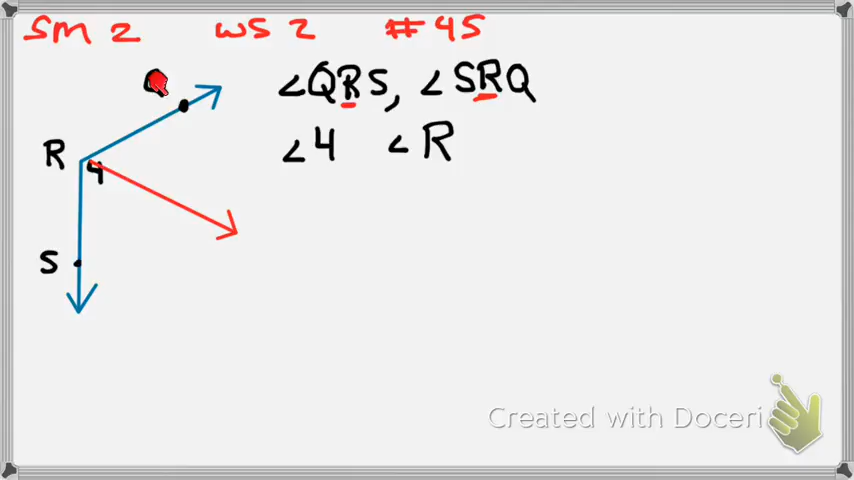 SM 2 WS 2 # 45
Q
∠QRS, ∠SRQ
∠4 ∠R
R
4
S
Created with Doceri